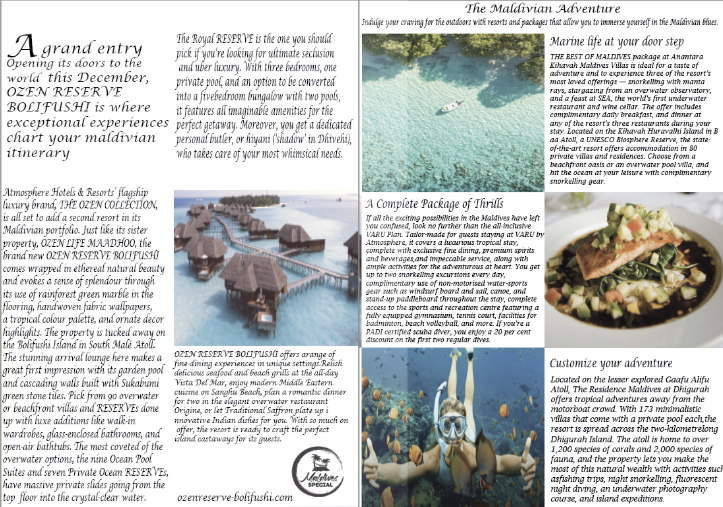 A grand entry
Opening its doors to the
world this December,
OZEN RESERVE
BOLIFUSHI is where
exceptional experiences
chart your maldivian
itinerary
The Royal RESERVE is the one you should
pick if you're looking for ultimate seclusion
and uber luxury. With three bedrooms, one
private pool, and an option to be converted
into a fivebedroom bungalow with two pools,
it features all imaginable amenities for the
perfect getaway. Moreover, you get a dedicated
personal butler, or hiyani ('shadow' in Dhivehi),
who takes care of your most whimsical needs.
Atmosphere Hotels & Resorts' flagship
luxury brand, THE OZEN COLLECTION,
is all set to add a second resort in its
Maldivian portfolio. Just like its sister
property, OZEN LIFE MAADHOO, the
brand new OZEN RESERVE BOLIFUSHI
comes wrapped in ethereal natural beauty
and evokes a sense of splendour through
its use of rainforest green marble in the
flooring, handwoven fabric wallpapers,
a tropical colour palette, and ornate decor
highlights. The property is tucked away on
the Bolifushi Island in South Male Atoll.
The stunning arrival lounge here makes a
great first impression with its garden pool
and cascading walls built with Sukabumi
green stone tiles. Pick from 90 overwater
or beachfront villas and RESERVEs done
up with luxe additions like walk-in
wardrobes, glass-enclosed bathrooms, and
open-air bathtubs. The most coveted of the
overwater options, the nine Ocean Pool
Suites and seven Private Ocean RESERVEs,
have massive private slides going from the
top floor into the crystal-clear water.
OZEN RESERVE BOLIFUSHI offers arange of
fine-dining experiences in unique settings.Relish
delicious seafood and beach grills at the all-day
Vista Del Mar, enjoy modern Middle Eastern
cuisine on Sanghu Beach, plan a romantic dinner
for two in the elegant overwater restaurant
Origine, or let Traditional Saffron plate up i
nnovative Indian dishes for you. With so much on
offer, the resort is ready to craft the perfect
island castaways for its guests.
Maldives
SPECIAL
ozenreserve-bolifushi.com
The Maldivian Adventure
Indulge your craving for the outdoors with resorts and packages that allow you to immerse yourself in the Maldivian blues.
Marine life at your door step
THE BEST OF MALDIVES package at Anantara
Kihavah Maldives Villas is ideal for a taste of
adventure and to experience three of the resort's
most loved offerings — snorkelling with manta
rays, stargazing from an overwater observatory,
and a feast at SEA, the world's first underwater
restaurant and wine cellar. The offer includes
complimentary daily breakfast, and dinner at
any of the resort's three restaurants during your
stay. Located on the Kihavah Huravalhi Island in B
aa Atoll, a UNESCO Biosphere Reserve, the state-
of-the-art resort offers accommodation in 80
private villas and residences. Choose from a
beachfront oasis or an overwater pool villa, and
hit the ocean at your leisure with complimentary
snorkelling gear.
A Complete Package of Thrills
If all the exciting possibilities in the Maldives have left
you confused, look no further than the all-inclusive
VARU Plan. Tailor-made for guests staying at VARU by
Atmosphere, it covers a luxurious tropical stay,
complete with exclusive fine dining, premium spirits
and beverages,and impeccable service, along with
ample activities for the adventurous at heart. You get
up to two snorkelling excursions every day,
complimentary use of non-motorised water-sports
gear such as windsurf board and sail, canoe, and
stand-up paddleboard throughout the stay, complete
access to the sports and recreation centre featuring a
fully equipped gymnasium, tennis court, facilities for
badminton, beach volleyball, and more. If you're a
PADI certified scuba diver, you enjoy a 20 per cent
discount on the first two regular dives.
Customize your adventure
Located on the lesser explored Gaafu Alifu
Atoll, The Residence Maldives at Dhigurah
offers tropical adventures away from the
motorboat crowd. With 173 minimalistic
villas that come with a private pool each,the
resort is spread across the two-kilometrelong
Dhigurah Island. The atoll is home to over
1,200 species of corals and 2,000 species of
fauna, and the property lets you make the
most of this natural wealth with activities such
asfishing trips, night snorkelling, fluorescent
night diving, an underwater photography
course, and island expeditions.